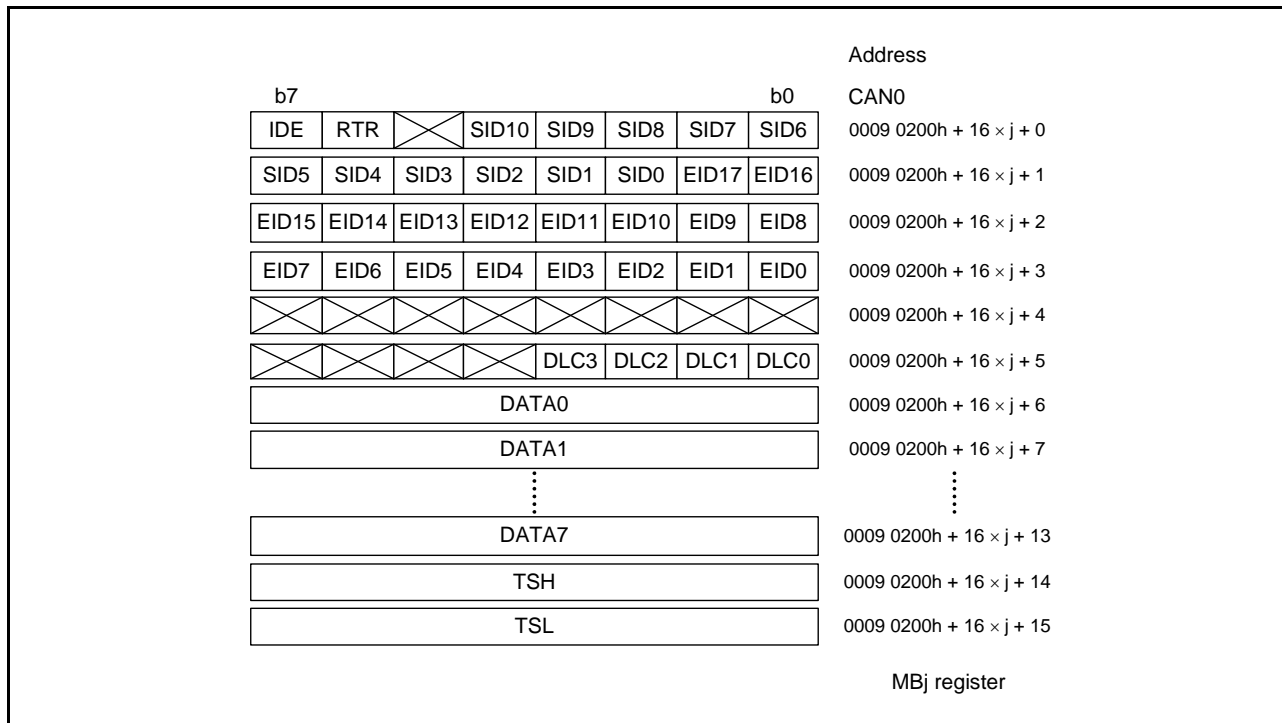 Address
b7 b0 CAN0
IDE RTR SID10 SID9 SID8 SID7 SID6 0009 0200h + 16 × j + 0
SID5 SID4 SID3 SID2 SID1 SID0 EID17 EID16 0009 0200h + 16 × j + 1
EID15 EID14 EID13 EID12 EID11 EID10 EID9 EID8 0009 0200h + 16 × j + 2
EID7 EID6 EID5 EID4 EID3 EID2 EID1 EID0 0009 0200h + 16 × j + 3
0009 0200h + 16 × j + 4
DLC3 DLC2 DLC1 DLC0 0009 0200h + 16 × j + 5
DATA0 0009 0200h + 16 × j + 6
DATA1 0009 0200h + 16 × j + 7
DATA7 0009 0200h + 16 × j + 13
TSH 0009 0200h + 16 × j + 14
TSL 0009 0200h + 16 × j + 15
MBj register